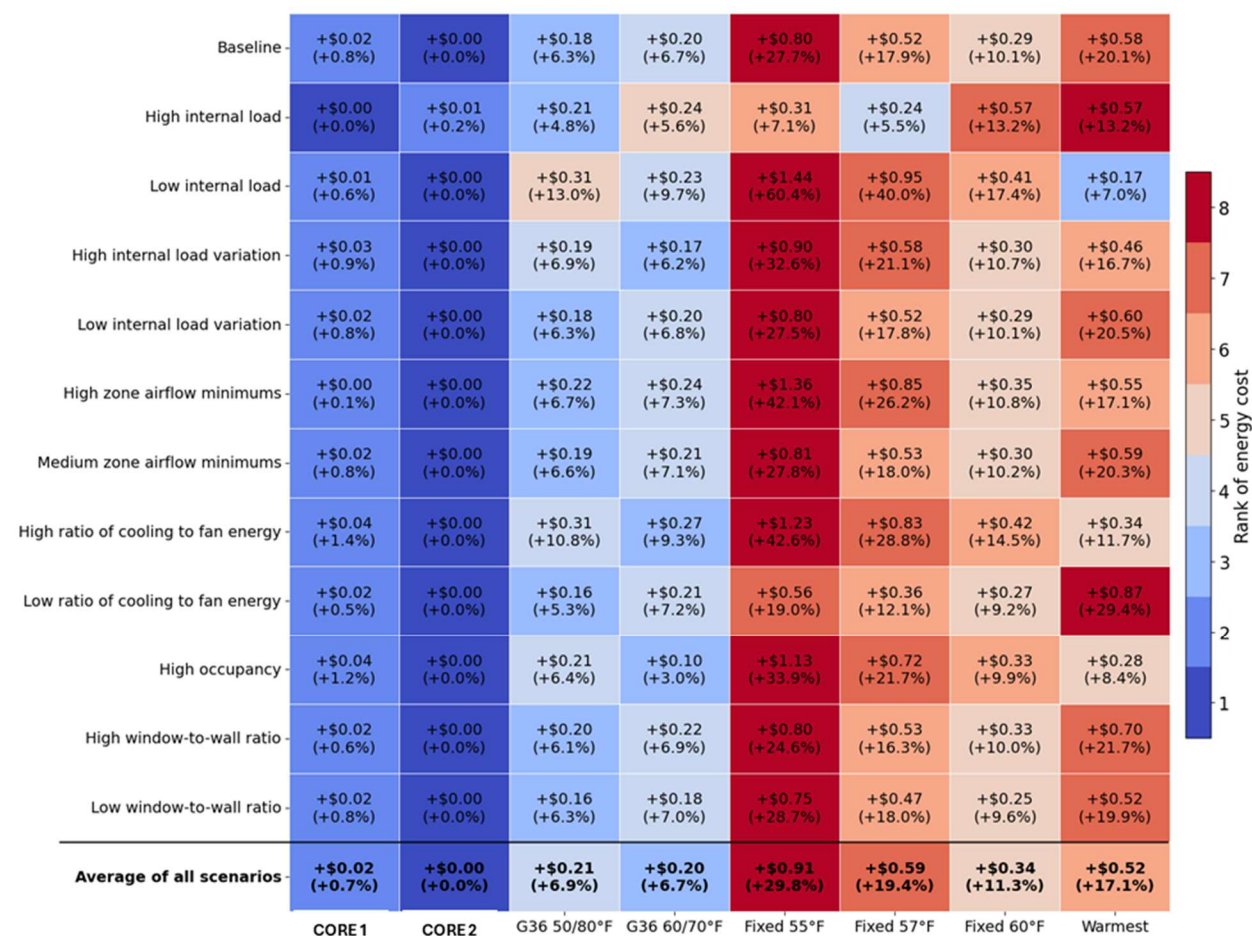 Baseline
+$0.02 +$0.00 +$0.18 +$0.20 +$0.80 +$0.52 +$0.29 +$0.58
(+0.8%) (+0.0%) (+6.3%) (+6.7%) (+27.7%) (+17.9%) (+10.1%) (+20.1%)
High internal load
+$0.00 +$0.01 +$0.21 +$0.24 +$0.31 +$0.24 +$0.57 +$0.57
(+0.0%) (+0.2%) (+4.8%) (+5.6%) (+7.1%) (+5.5%) (+13.2%) (+13.2%)
Low internal load
+$0.01 +$0.00 +$0.31 +$0.23 +$1.44 +$0.95 +$0.41 +$0.17
(+0.6%) (+0.0%) (+13.0%) (+9.7%) (+60.4%) (+40.0%) (+17.4%) (+7.0%)
High internal load variation
+$0.03 +$0.00 +$0.19 +$0.17 +$0.90 +$0.58 +$0.30 +$0.46
(+0.9%) (+0.0%) (+6.9%) (+6.2%) (+32.6%) (+21.1%) (+10.7%) (+16.7%)
Low internal load variation
+$0.02 +$0.00 +$0.18 +$0.20 +$0.80 +$0.52 +$0.29 +$0.60
(+0.8%) (+0.0%) (+6.3%) (+6.8%) (+27.5%) (+17.8%) (+10.1%) (+20.5%)
High zone airflow minimums
+$0.00 +$0.00 +$0.22 +$0.24 +$1.36 +$0.85 +$0.35 +$0.55
(+0.1%) (+0.0%) (+6.7%) (+7.3%) (+42.1%) (+26.2%) (+10.8%) (+17.1%)
Medium zone airflow minimums
+$0.02 +$0.00 +$0.19 +$0.21 +$0.81 +$0.53 +$0.30 +$0.59
(+0.8%) (+0.0%) (+6.6%) (+7.1%) (+27.8%) (+18.0%) (+10.2%) (+20.3%)
High ratio of cooling to fan energy
+$0.04 +$0.00 +$0.31 +$0.27 +$1.23 +$0.83 +$0.42 +$0.34
(+1.4%) (+0.0%) (+10.8%) (+9.3%) (+42.6%) (+28.8%) (+14.5%) (+11.7%)
Low ratio of cooling to fan energy
+$0.02 +$0.00 +$0.16 +$0.21 +$0.56 +$0.36 +$0.27 +$0.87
(+0.5%) (+0.0%) (+5.3%) (+7.2%) (+19.0%) (+12.1%) (+9.2%) (+29.4%)
High occupancy
+$0.04 +$0.00 +$0.21 +$0.10 +$1.13 +$0.72 +$0.33 +$0.28
(+1.2%) (+0.0%) (+6.4%) (+3.0%) (+33.9%) (+21.7%) (+9.9%) (+8.4%)
High window-to-wall ratio
+$0.02 +$0.00 +$0.20 +$0.22 +$0.80 +$0.53 +$0.33 +$0.70
(+0.6%) (+0.0%) (+6.1%) (+6.9%) (+24.6%) (+16.3%) (+10.0%) (+21.7%)
Low window-to-wall ratio
+$0.02 +$0.00 +$0.16 +$0.18 +$0.75 +$0.47 +$0.25 +$0.52
(+0.8%) (+0.0%) (+6.3%) (+7.0%) (+28.7%) (+18.0%) (+9.6%) (+19.9%)
Average of all scenarios
+$0.02 +$0.00 +$0.21 +$0.20 +$0.91 +$0.59 +$0.34 +$0.52
(+0.7%) (+0.0%) (+6.9%) (+6.7%) (+29.8%) (+19.4%) (+11.3%) (+17.1%)
CORE1 CORE2 G36 50/80°F G36 60/70°F Fixed 55°F Fixed 57°F Fixed 60°F Warmest
8
7
6
5
4
3
2
1
Rank of energy cost